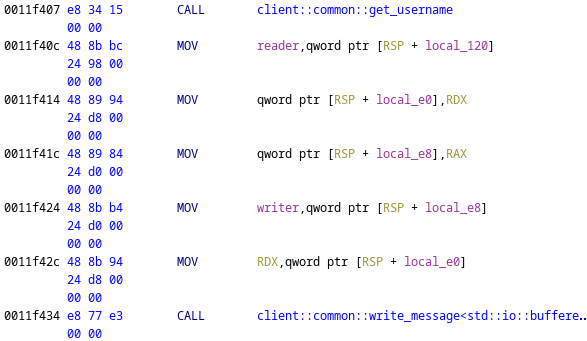 0011f407 e8 34 15 CALL client::common::get_username
00 00
0011f40c 48 8b bc MOV reader,qword ptr [RSP + local_120]
24 98 00
00 00
0011f414 48 89 94 MOV qword ptr [RSP + local_e0],RDX
24 d8 00
00 00
0011f41c 48 89 84 MOV qword ptr [RSP + local_e8],RAX
24 d0 00
00 00
0011f424 48 8b b4 MOV writer,qword ptr [RSP + local_e8]
24 d0 00
00 00
0011f42c 48 8b 94 MOV RDX,qword ptr [RSP + local_e0]
24 d8 00
00 00
0011f434 e8 77 e3 CALL client::common::write_message<std::io::buffere..
00 00